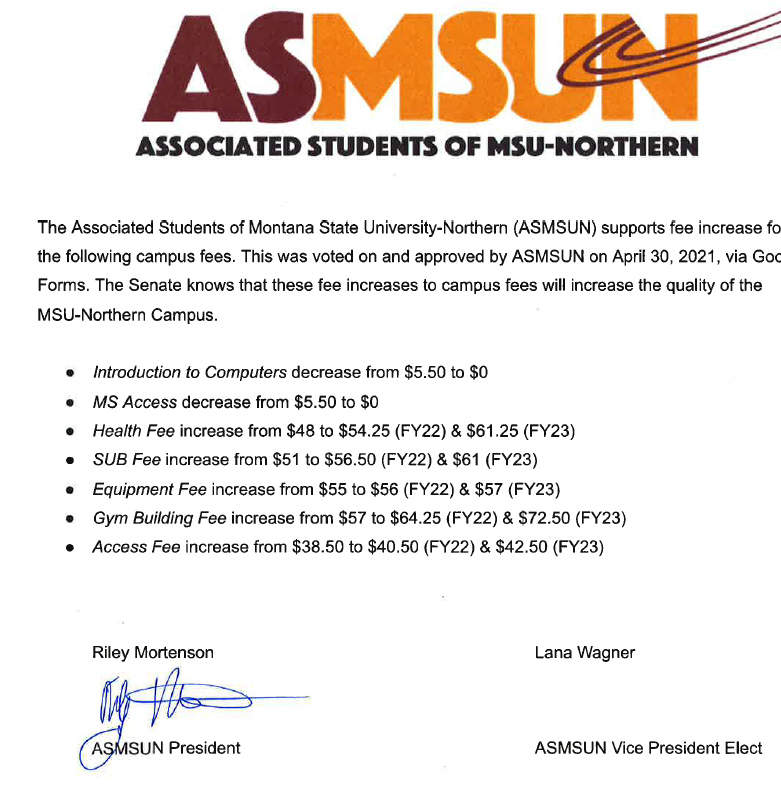 ASMSUN
ASSOCIATED STUDENTS OF MSU-NORTHERN
The Associated Students of Montana State University-Northern (ASMSUN) supports fee increase fo
the following campus fees. This was voted on and approved by ASMSUN on April 30, 2021, via Goo
Forms. The Senate knows that these fee increases to campus fees will increase the quality of the
MSU-Northern Campus.
• Introduction to Computers decrease from $5.50 to $0
• MS Access decrease from $5.50 to $0
• Health Fee increase from $48 to $54.25 (FY22) & $61.25 (FY23)
• SUB Fee increase from $51 to $56.50 (FY22) & $61 (FY23)
• Equipment Fee increase from $55 to $56 (FY22) & $57 (FY23)
• Gym Building Fee increase from $57 to $64.25 (FY22) & $72.50 (FY23)
• Access Fee increase from $38.50 to $40.50 (FY22) & $42.50 (FY23)
Riley Mortenson
Lana Wagner
ASMSUN President
ASMSUN Vice President Elect